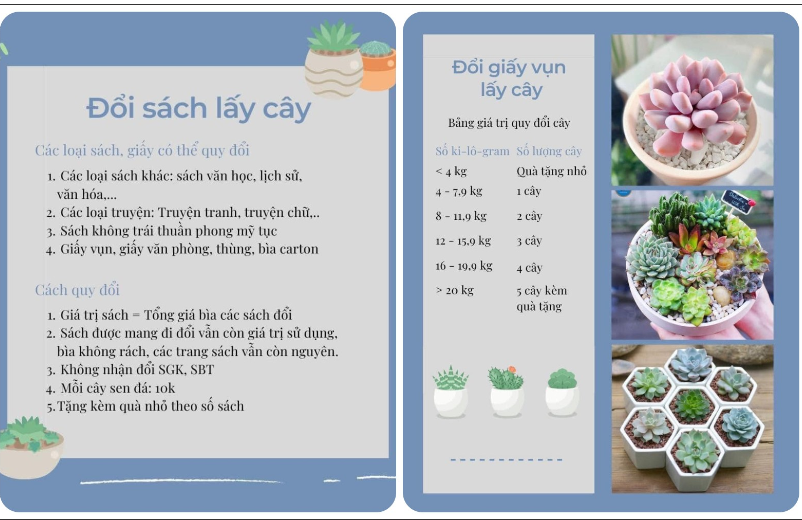 Đổi sách lấy cây
Các loại sách, giấy có thể quy đổi
1. Các loại sách khác: sách văn học, lịch sử,
văn hóa,...
2. Các loại truyện: Truyện tranh, truyện chữ,..
3. Sách không trái thuần phong mỹ tục
4. Giấy vụn, giấy văn phòng, thùng, bìa carton
Cách quy đổi
1. Giá trị sách = Tổng giá bìa các sách đổi
2. Sách được mang đi đổi vẫn còn giá trị sử dụng,
bìa không rách, các trang sách vẫn còn nguyên.
3. Không nhận đổi SGK, SBT
4. Mỗi cây sen đá: 10k
5.Tặng kèm quà nhỏ theo số sách
Đổi giấy vụn
lấy cây
Bảng giá trị quy đổi cây
Số ki-lô-gram Số lượng cây
< 4 kg Quà tặng nhỏ
4 - 7,9 kg 1 cây
8 - 11,9 kg 2 cây
12 - 15,9 kg 3 cây
16 - 19,9 kg 4 cây
> 20 kg 5 cây kèm
quà tặng